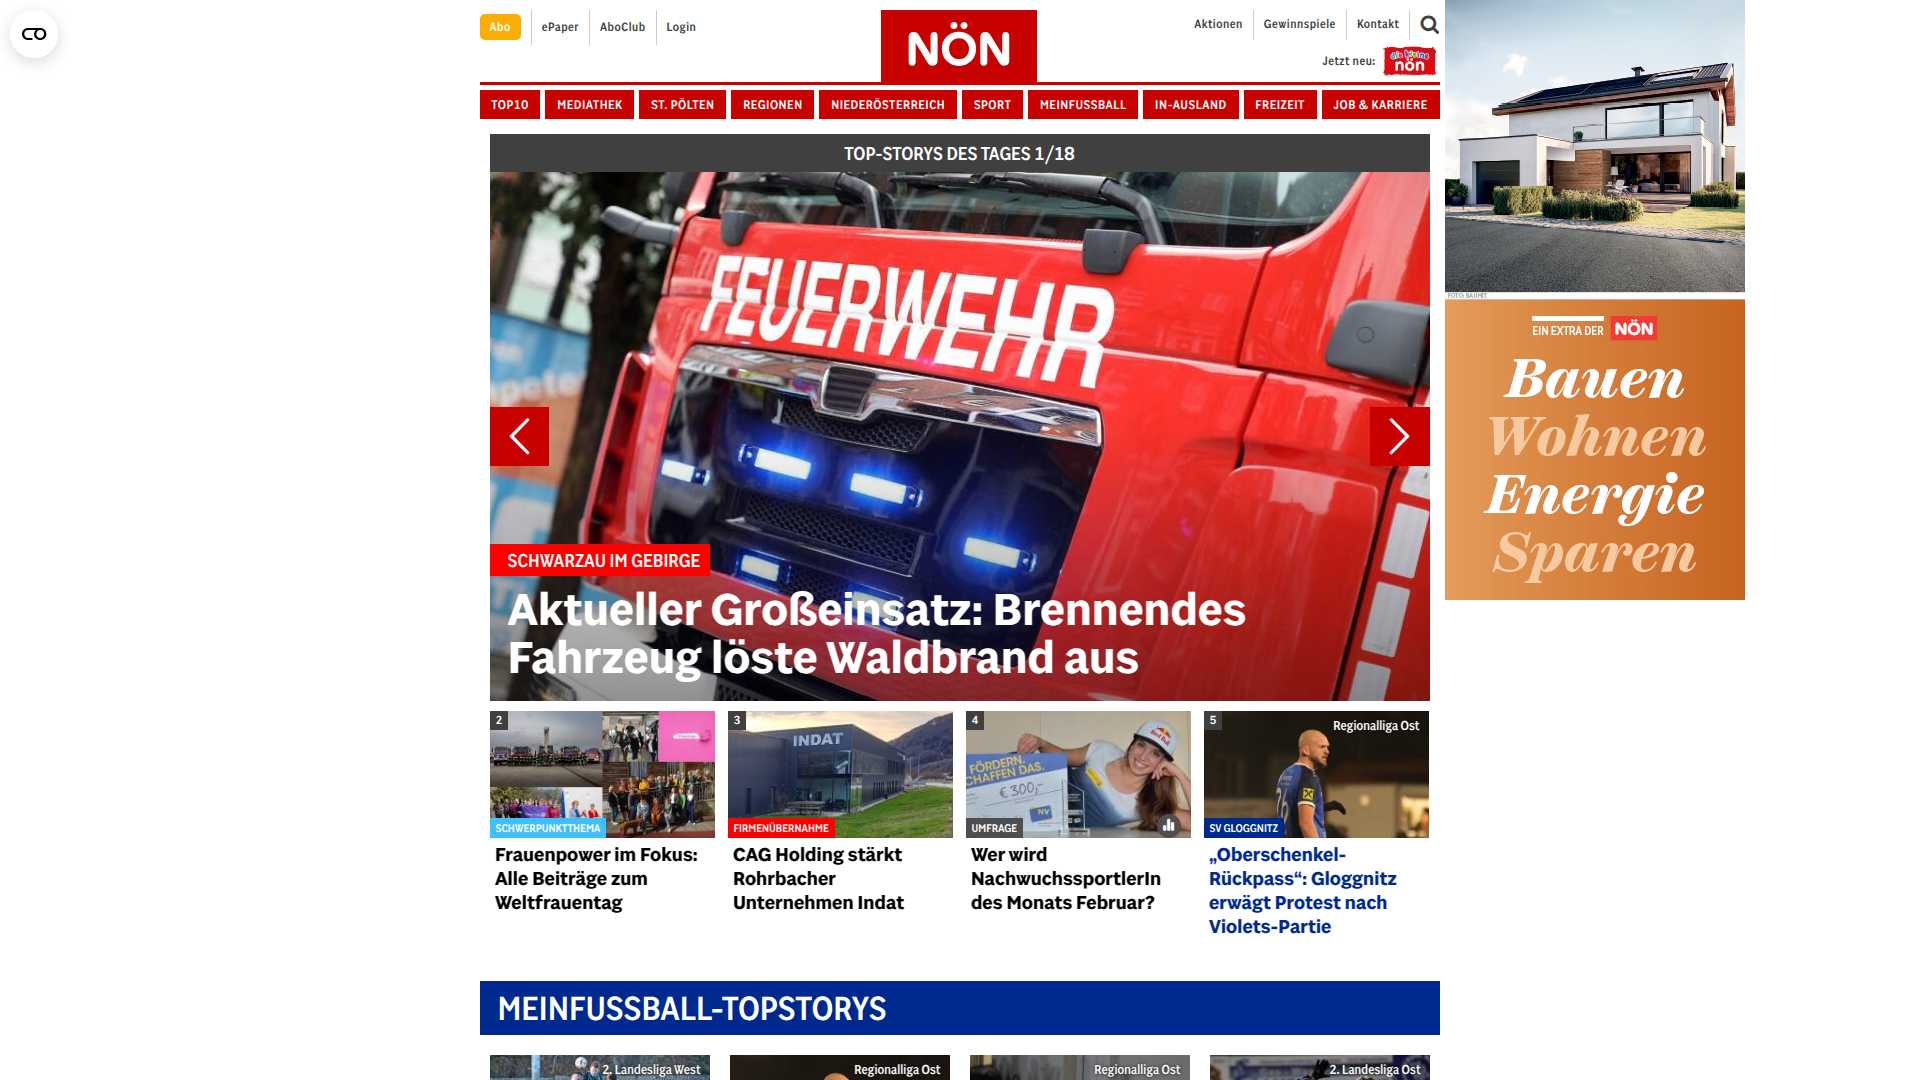 Abo
ePaper
AboClub
Login
NÖN
Aktionen
Gewinnspiele
Kontakt
Jetzt neu:
die kleine
nön
TOP10
MEDIATHEK
ST. PÖLTEN
REGIONEN
NIEDERÖSTERREICH
SPORT
MEINFUSSBALL
IN-AUSLAND
FREIZEIT
JOB & KARRIERE
TOP-STORYS DES TAGES 1/18
FEUERWEHR
SCHWARZAU IM GEBIRGE
Aktueller Großeinsatz: Brennendes
Fahrzeug löste Waldbrand aus
FOTO: BAUMIT
EIN EXTRA DER NÖN
Bauen
Wohnen
Energie
Sparen
2
SCHWERPUNKTTHEMA
Frauenpower im Fokus:
Alle Beiträge zum
Weltfrauentag
3
INDAT
FIRMENÜBERNAHME
CAG Holding stärkt
Rohrbacher
Unternehmen Indat
4
FÖRDERN.
SCHAFFEN DAS.
€ 300,-
NV
Red Bull
UMFRAGE
Wer wird
NachwuchssportlerIn
des Monats Februar?
5
Regionalliga Ost
SV GLOGGNITZ
„Oberschenkel-
Rückpass“: Gloggnitz
erwägt Protest nach
Violets-Partie
MEINFUSSBALL-TOPSTORYS
2. Landesliga West
Regionalliga Ost
Regionalliga Ost
2. Landesliga Ost